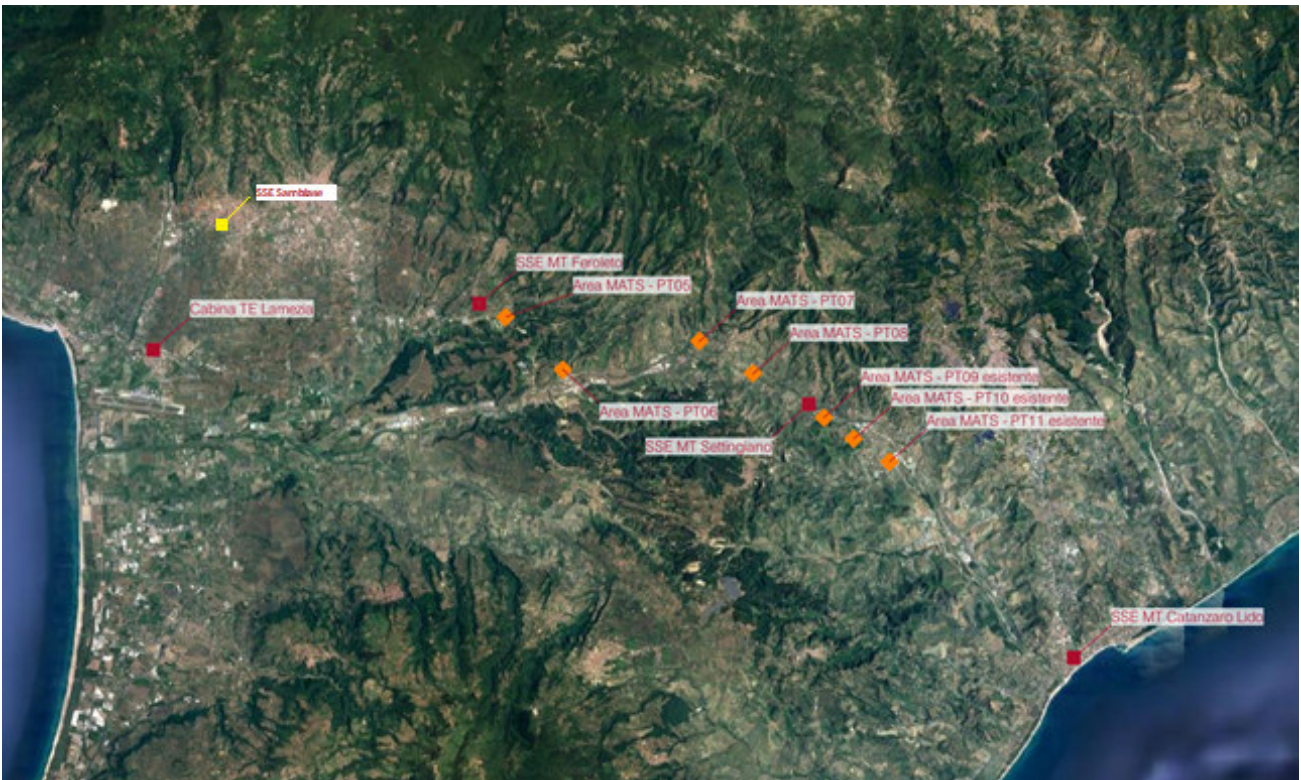 SSE Sambiase
SSE MT Feroleto
Area MATS - PT05
Cabina TE Lamezia
Area MATS - PT07
Area MATS - PT08
Area MATS - PT09 esistente
Area MATS - PT10 esistente
Area MATS - PT06
Area MATS - PT11 esistente
SSE MT Settingiano
SSE MT Catanzaro Lido